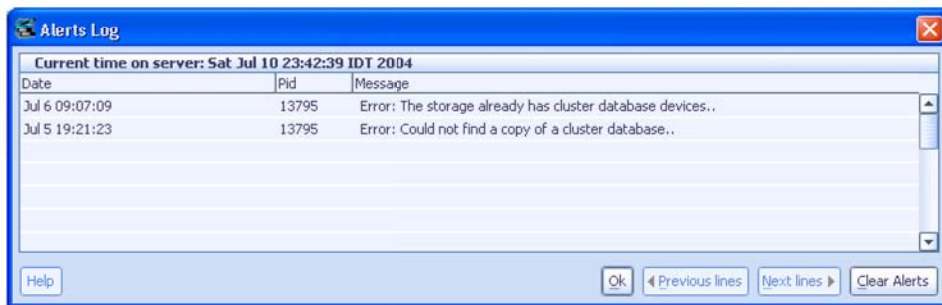 Alerts Log
Current time on server: Sat Jul 10 23:42:39 IDT 2004
Date Pid Message
Jul 6 09:07:09 13795 Error: The storage already has cluster database devices..
Jul 5 19:21:23 13795 Error: Could not find a copy of a cluster database..
Help Ok Previous lines Next lines Clear Alerts